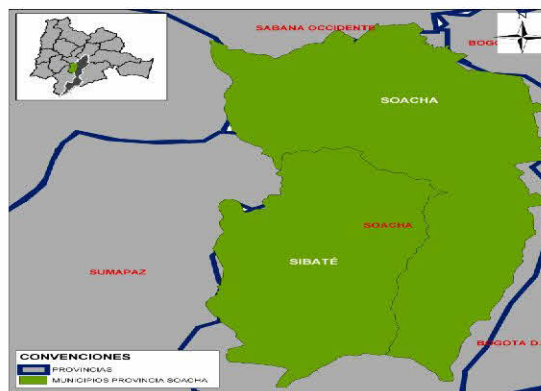 SABANA OCCIDENTE
BOGO
N
SOACHA
SOACHA
SIBATÉ
SUMAPAZ
BOGOTA D.
CONVENCIONES
PROVINCIAS
MUNICIPIOS PROVINCIA SOACHA